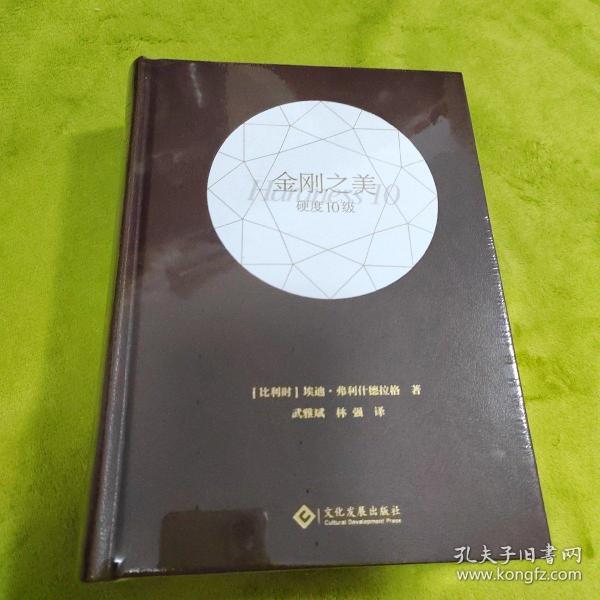 金刚之美
Hardness 10
硬度10级
[比利时]埃迪·弗利什德拉格 著
武雅斌 林强 译
文化发展出版社
Cultural Development Press
孔夫子旧书网
www.kongfz.com